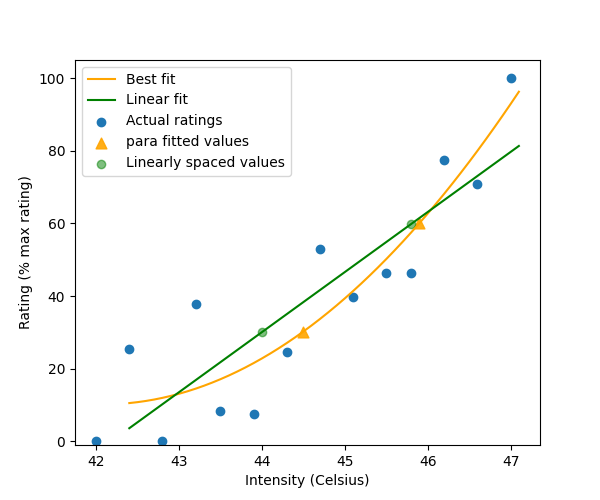 Best fit
Linear fit
Actual ratings
para fitted values
Linearly spaced values
Rating (% max rating)
100
80
60
40
20
0
42 43 44 45 46 47
Intensity (Celsius)